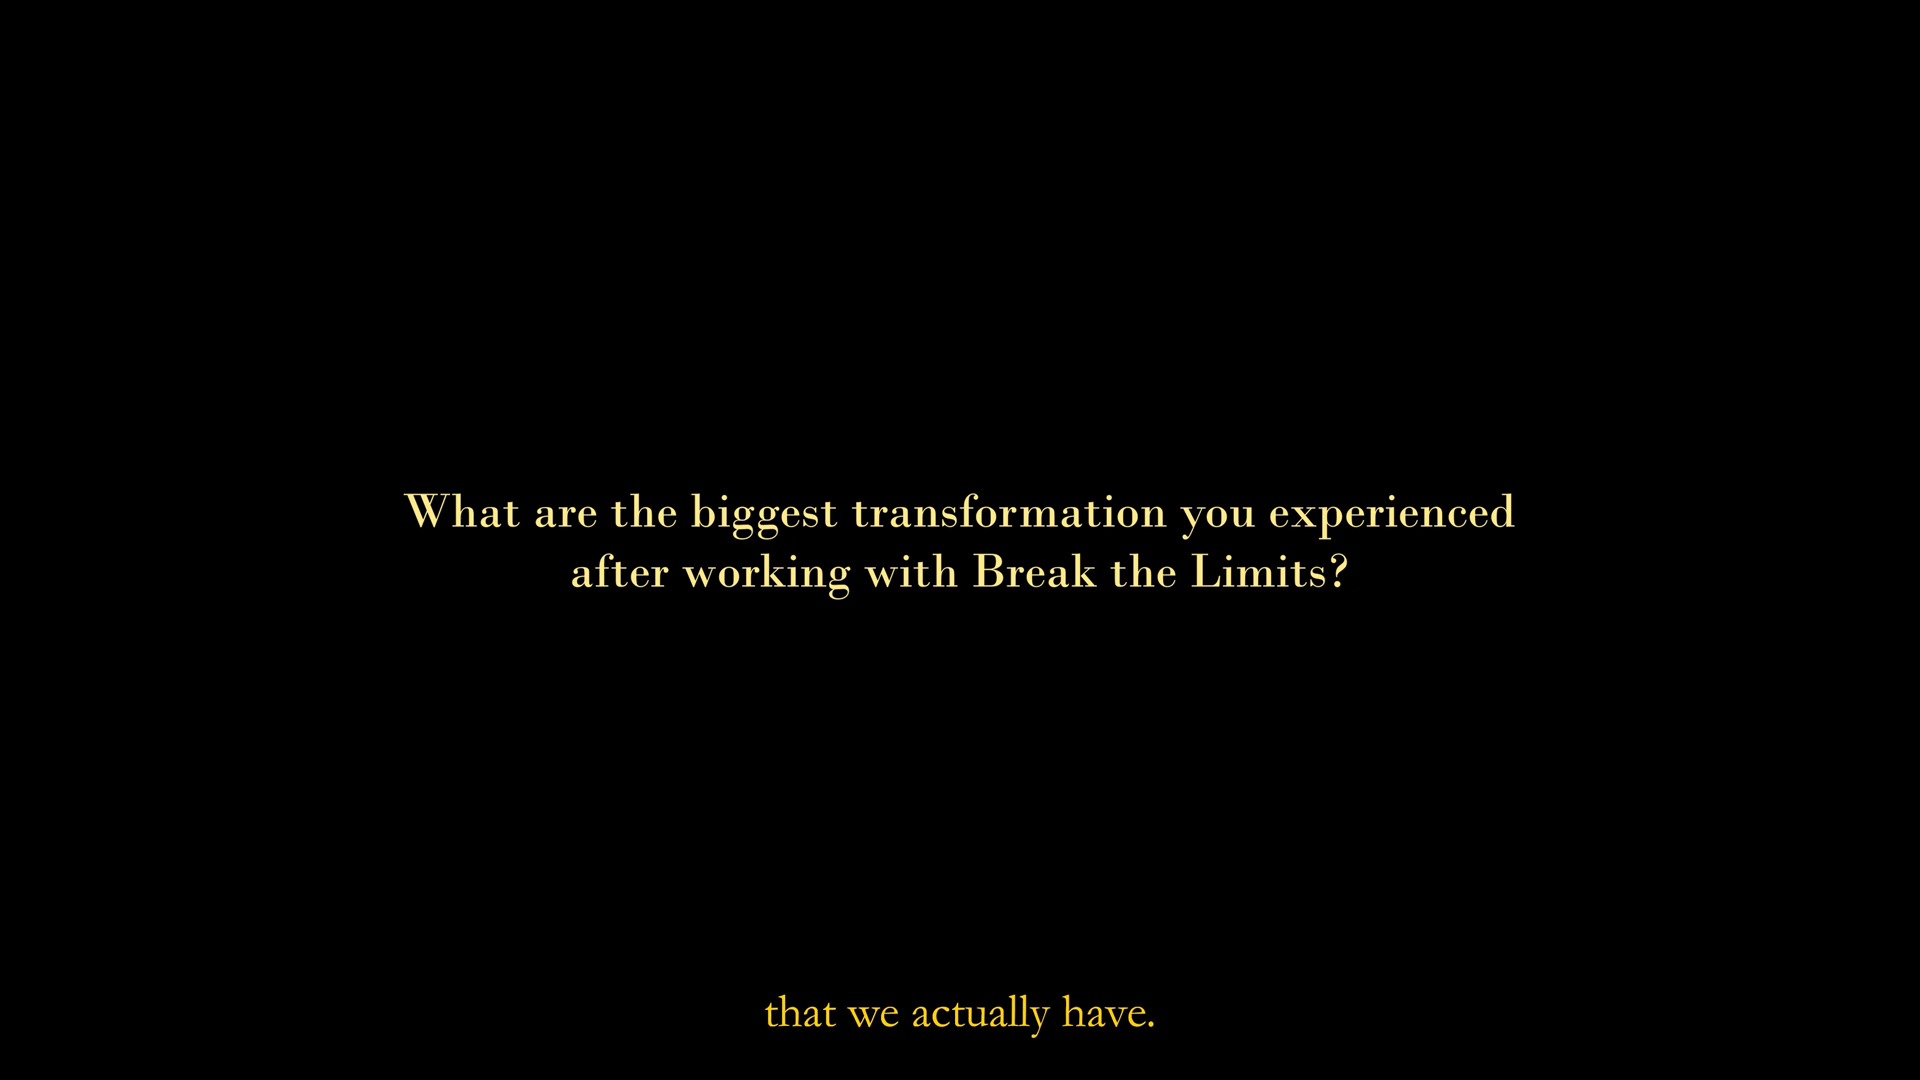 What are the biggest transformation you experienced
after working with Break the Limits?
that we actually have.